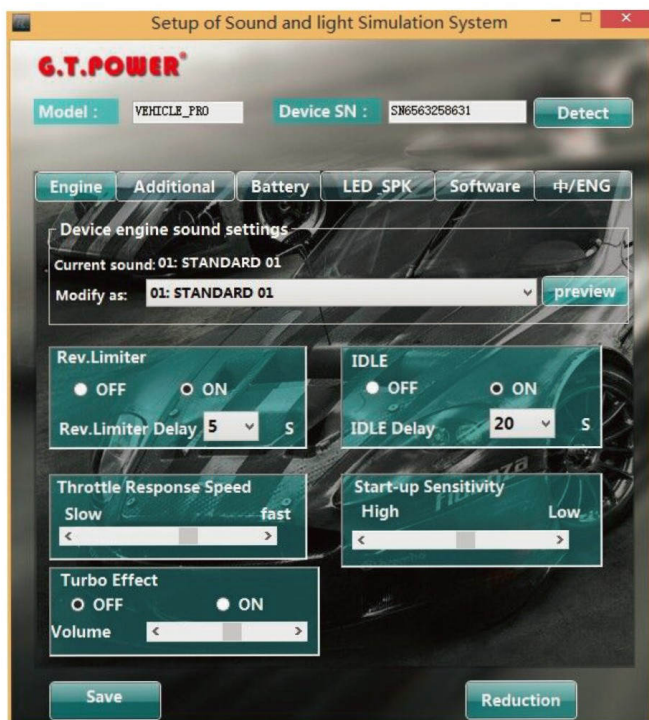 Setup of Sound and light Simulation System
G.T.POWER®
Model : VEHICLE_PRO Device SN : SN6563258631 Detect
Engine Additional Battery LED_SPK Software 中/ENG
Device engine sound settings
Current sound: 01: STANDARD 01
Modify as: 01: STANDARD 01 preview
Rev.Limiter
OFF ON
Rev.Limiter Delay 5 S
IDLE
OFF ON
IDLE Delay 20 S
Throttle Response Speed
Slow fast
Start-up Sensitivity
High Low
Turbo Effect
OFF ON
Volume
Save Reduction